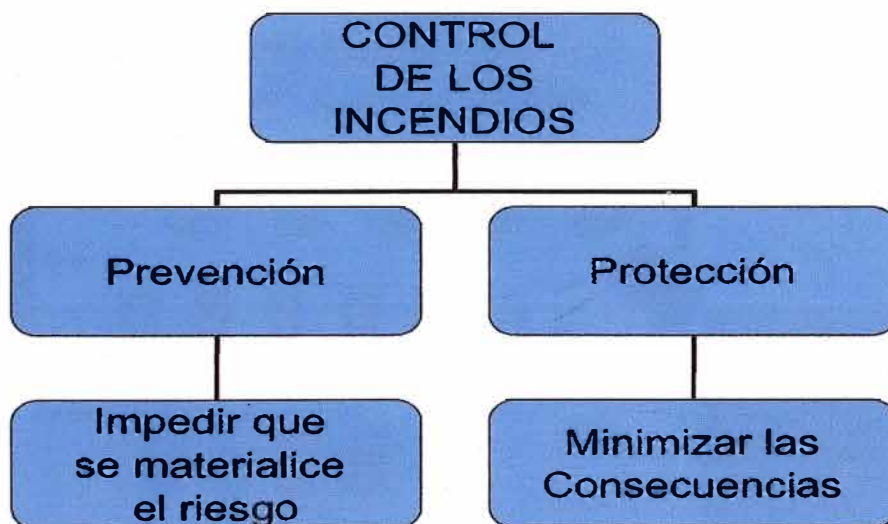 CONTROL
DE LOS
INCENDIOS
Prevención
Protección
Impedir que
se materialice
el riesgo
Minimizar las
Consecuencias